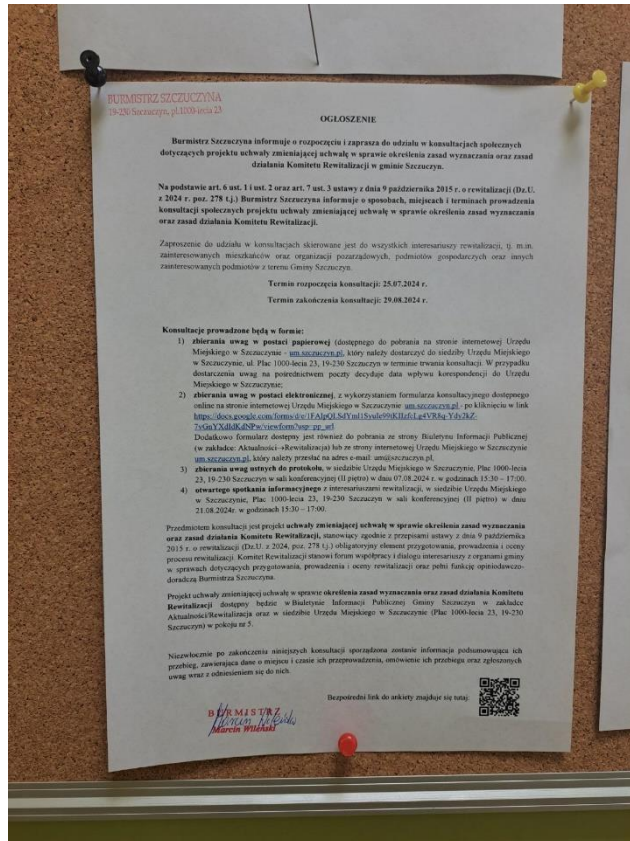 BURMISTRZ SZCZUCZYNA
19-230 Szczuczyn, pl.1000-lecia 23
OGŁOSZENIE
Burmistrz Szczuczyna informuje o rozpoczęciu i zaprasza do udziału w konsultacjach społecznych
dotyczących projektu uchwały zmieniającej uchwałę w sprawie określenia zasad wyznaczania oraz zasad
działania Komitetu Rewitalizacji w gminie Szczuczyn.
Na podstawie art. 6 ust. 1 i ust. 2 oraz art. 7 ust. 3 ustawy z dnia 9 października 2015 r. o rewitalizacji (Dz.U.
z 2024 r. poz. 278 t.j.) Burmistrz Szczuczyna informuje o sposobach, miejscach i terminach prowadzenia
konsultacji społecznych projektu uchwały zmieniającej uchwałę w sprawie określenia zasad wyznaczania
oraz zasad działania Komitetu Rewitalizacji.
Zaproszenie do udziału w konsultacjach skierowane jest do wszystkich interesariuszy rewitalizacji, tj. m.in.
zainteresowanych mieszkańców oraz organizacji pozarządowych, podmiotów gospodarczych oraz innych
zainteresowanych podmiotów z terenu Gminy Szczuczyn.
Termin rozpoczęcia konsultacji: 25.07.2024 r.
Termin zakończenia konsultacji: 29.08.2024 r.
Konsultacje prowadzone będą w formie:
1) zbierania uwag w postaci papierowej (dostępnego do pobrania na stronie internetowej Urzędu
Miejskiego w Szczuczynie - um.szczuczyn.pl, który należy dostarczyć do siedziby Urzędu Miejskiego
w Szczuczynie, ul. Plac 1000-lecia 23, 19-230 Szczuczyn w terminie trwania konsultacji. W przypadku
dostarczenia uwag na pośrednictwem poczty decyduje data wpływu korespondencji do Urzędu
Miejskiego w Szczuczynie;
2) zbierania uwag w postaci elektronicznej, z wykorzystaniem formularza konsultacyjnego dostępnego
online na stronie internetowej Urzędu Miejskiego w Szczuczynie um.szczuczyn.pl - po kliknięciu w link
Dodatkowo formularz dostępny jest również do pobrania ze strony Biuletynu Informacji Publicznej
(w zakładce: Aktualności→Rewitalizacja) lub ze strony internetowej Urzędu Miejskiego w Szczuczynie
um.szczuczyn.pl, który należy przesłać na adres e-mail: um@szczuczyn.pl,
3) zbierania uwag ustnych do protokołu, w siedzibie Urzędu Miejskiego w Szczuczynie, Plac 1000-lecia
23, 19-230 Szczuczyn w sali konferencyjnej (II piętro) w dniu 07.08.2024 r. w godzinach 15:30 – 17:00.
4) otwartego spotkania informacyjnego z interesariuszami rewitalizacji, w siedzibie Urzędu Miejskiego
w Szczuczynie, Plac 1000-lecia 23, 19-230 Szczuczyn w sali konferencyjnej (II piętro) w dniu
21.08.2024r. w godzinach 15:30 – 17:00.
Przedmiotem konsultacji jest projekt uchwały zmieniającej uchwałę w sprawie określenia zasad wyznaczania
oraz zasad działania Komitetu Rewitalizacji, stanowiący zgodnie z przepisami ustawy z dnia 9 października
2015 r. o rewitalizacji (Dz.U. z 2024, poz. 278 t.j.) obligatoryjny element przygotowania, prowadzenia i oceny
procesu rewitalizacji. Komitet Rewitalizacji stanowi forum współpracy i dialogu interesariuszy z organami gminy
w sprawach dotyczących przygotowania, prowadzenia i oceny rewitalizacji oraz pełni funkcję opiniodawczo-
doradczą Burmistrza Szczuczyna.
Projekt uchwały zmieniającej uchwałę w sprawie określenia zasad wyznaczania oraz zasad działania Komitetu
Rewitalizacji dostępny będzie w Biuletynie Informacji Publicznej Gminy Szczuczyn w zakładce
Aktualności/Rewitalizacja oraz w siedzibie Urzędu Miejskiego w Szczuczynie (Plac 1000-lecia 23, 19-230
Szczuczyn) w pokoju nr 5.
Niezwłocznie po zakończeniu niniejszych konsultacji sporządzona zostanie informacja podsumowująca ich
przebieg, zawierająca dane o miejscu i czasie ich przeprowadzenia, omówienie ich przebiegu oraz zgłoszonych
uwag wraz z odniesieniem się do nich.
Bezpośredni link do ankiety znajduje się tutaj:
BURMISTRZ
Marcin Wileński